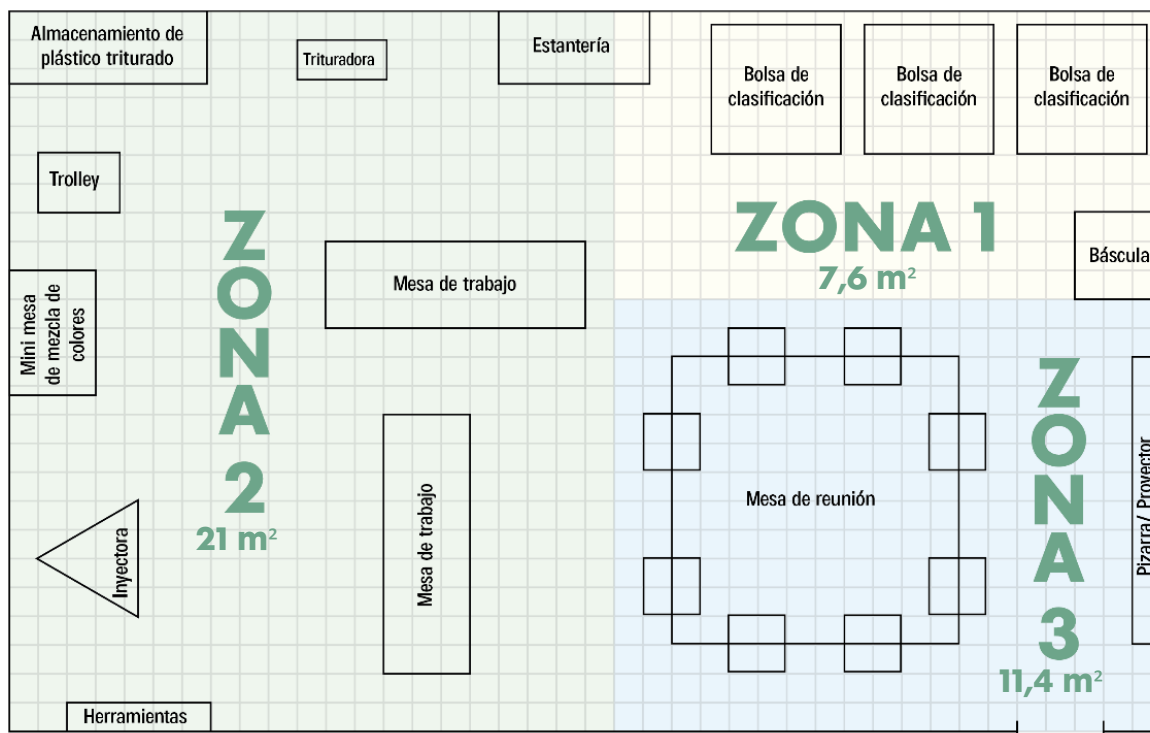 Almacenamiento de
plástico triturado
Trituradora
Estantería
Bolsa de
clasificación
Bolsa de
clasificación
Bolsa de
clasificación
Trolley
ZONA 1
7,6 m²
Báscula
Mesa de trabajo
Mini mesa
de mezcla de
colores
ZONA 2
21 m²
Inyectora
Mesa de trabajo
Herramientas
Mesa de reunión
ZONA 3
11,4 m²
Pizarra/ Proyector